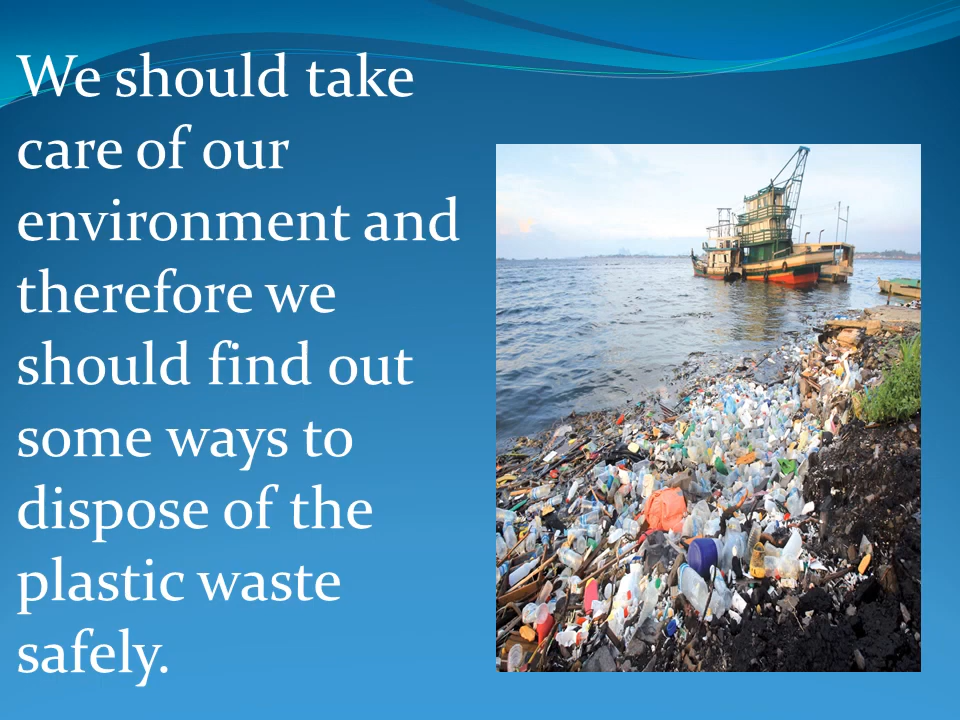 We should take
care of our
environment and
therefore we
should find out
some ways to
dispose of the
plastic waste
safely.